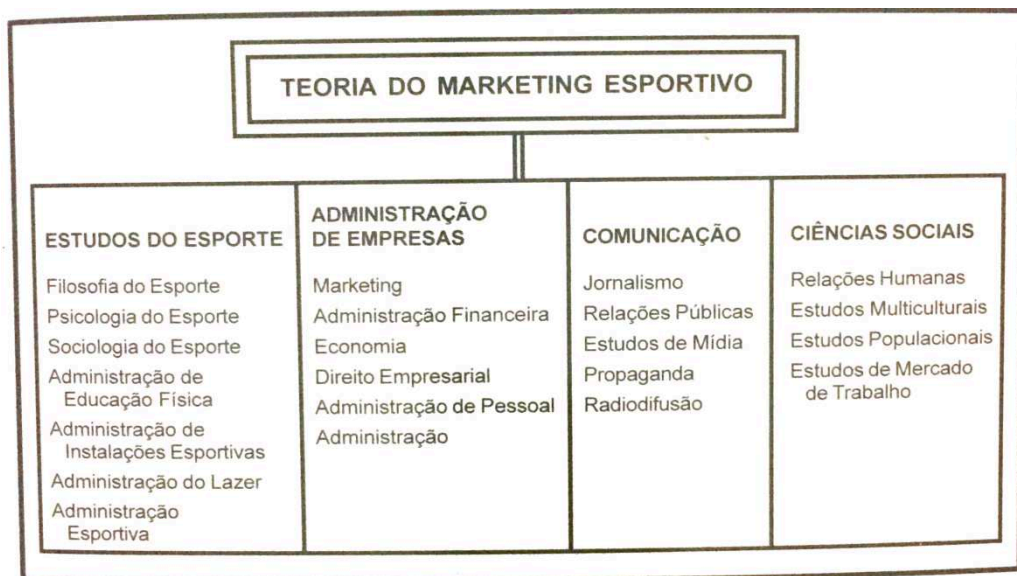 TEORIA DO MARKETING ESPORTIVO
ESTUDOS DO ESPORTE
Filosofia do Esporte
Psicologia do Esporte
Sociologia do Esporte
Administração de
Educação Física
Administração de
Instalações Esportivas
Administração do Lazer
Administração
Esportiva
ADMINISTRAÇÃO
DE EMPRESAS
Marketing
Administração Financeira
Economia
Direito Empresarial
Administração de Pessoal
Administração
COMUNICAÇÃO
Jornalismo
Relações Públicas
Estudos de Mídia
Propaganda
Radiodifusão
CIÊNCIAS SOCIAIS
Relações Humanas
Estudos Multiculturais
Estudos Populacionais
Estudos de Mercado
de Trabalho